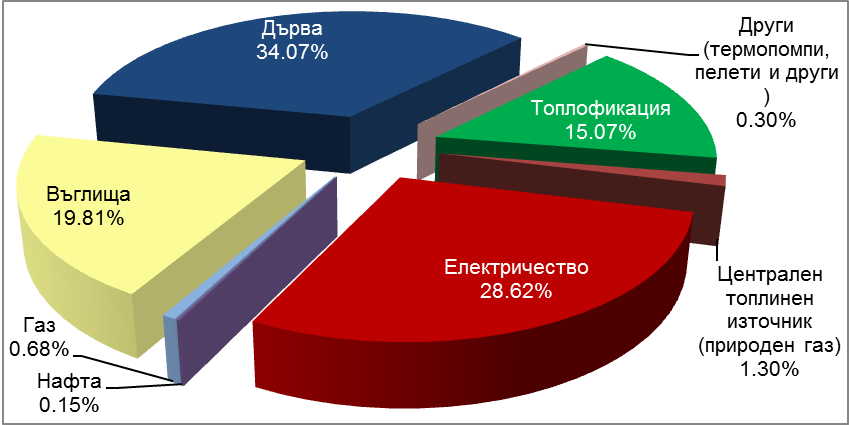 Дърва
34.07%
Други
(термопомпи,
пелети и други
)
0.30%
Топлофикация
15.07%
Въглища
19.81%
Електричество
28.62%
Централен
топлинен
източник
(природен газ)
1.30%
Газ
0.68%
Нафта
0.15%